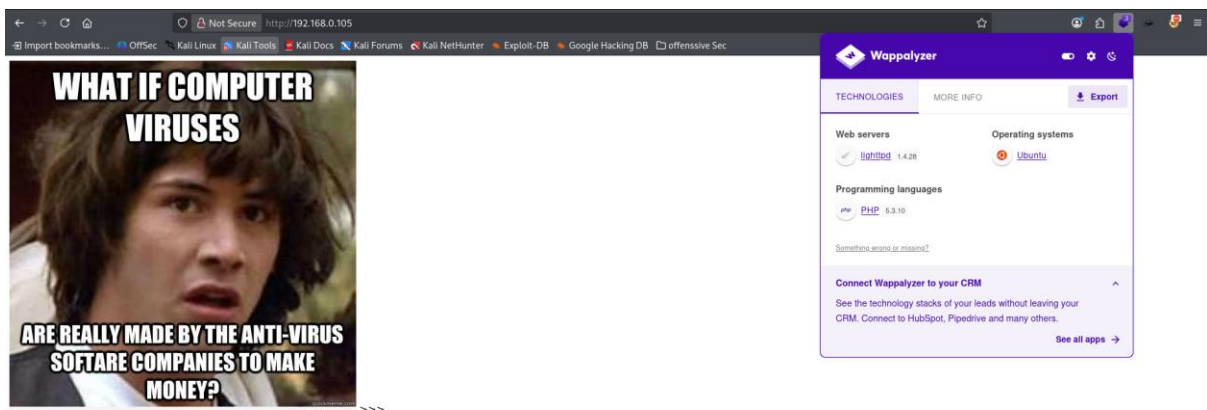 Not Secure http://192.168.0.105
Import bookmarks... OffSec Kali Linux Kali Tools Kali Docs Kali Forums Kali NetHunter Exploit-DB Google Hacking DB offenssive Sec
WHAT IF COMPUTER
VIRUSES
ARE REALLY MADE BY THE ANTI-VIRUS
SOFTARE COMPANIES TO MAKE
MONEY?
>>>
Wappalyzer
TECHNOLOGIES MORE INFO Export
Web servers Operating systems
lighttpd 1.4.28 Ubuntu
Programming languages
php PHP 5.3.10
Something wrong or missing?
Connect Wappalyzer to your CRM
See the technology stacks of your leads without leaving your
CRM. Connect to HubSpot, Pipedrive and many others.
See all apps